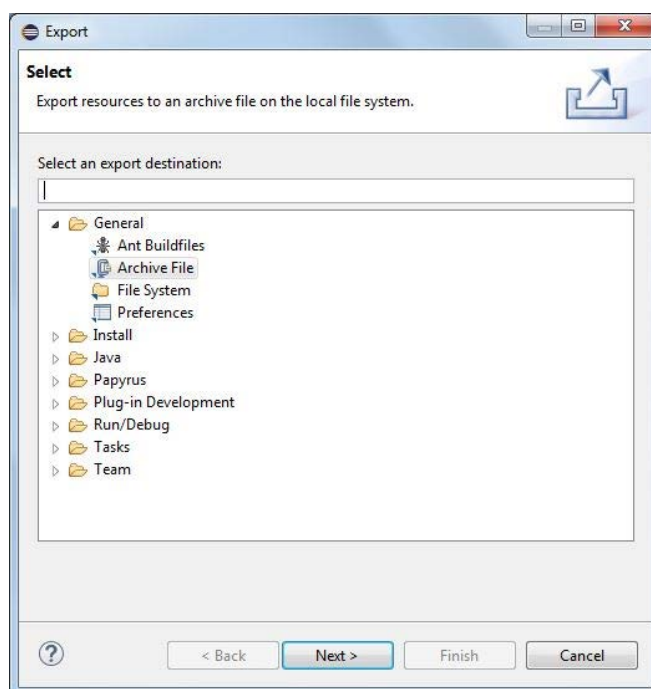 Export
Select
Export resources to an archive file on the local file system.
Select an export destination:
General
Ant Buildfiles
Archive File
File System
Preferences
Install
Java
Papyrus
Plug-in Development
Run/Debug
Tasks
Team
? < Back Next > Finish Cancel